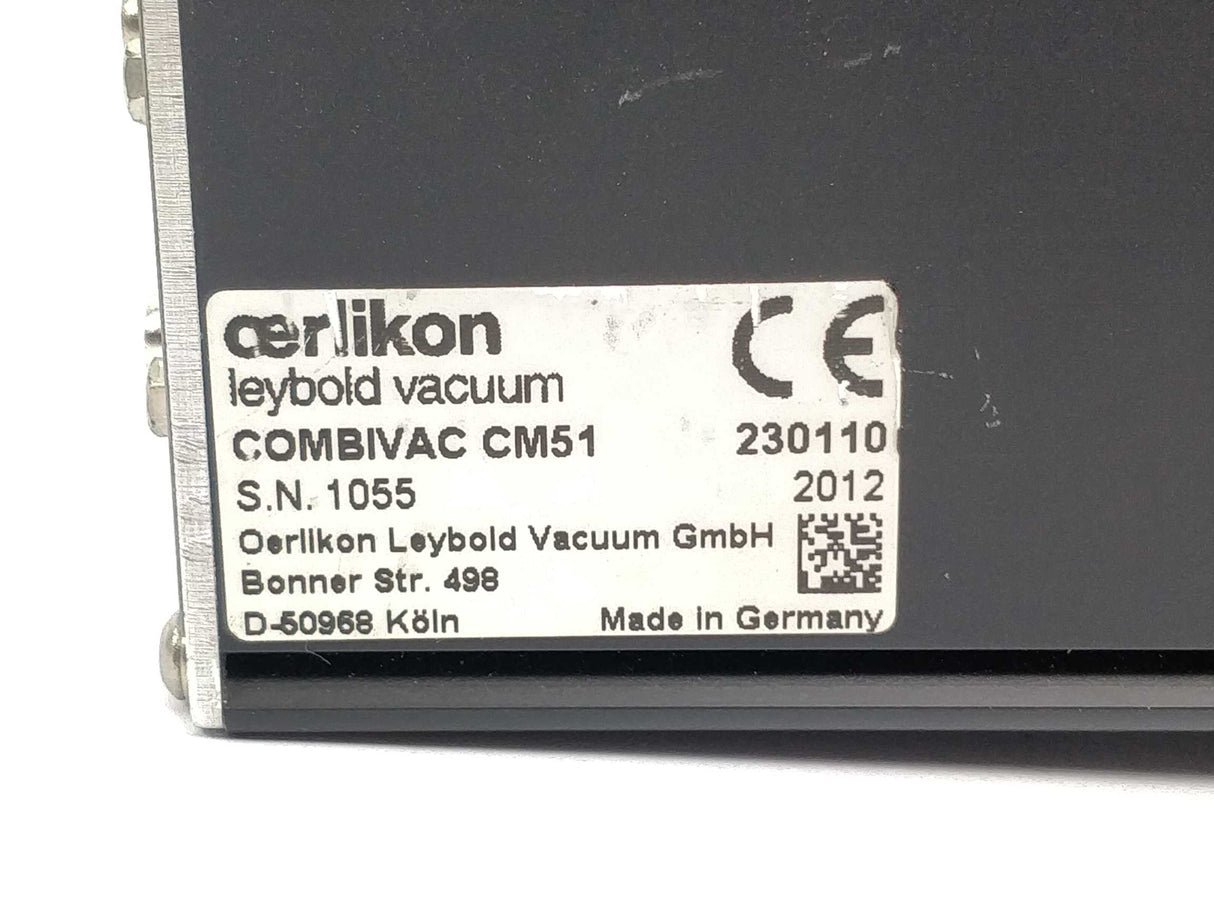 œrlikon
leybold vacuum
CE
COMBIVAC CM51 230110
S.N. 1055 2012
Oerlikon Leybold Vacuum GmbH
Bonner Str. 498
D-50968 Köln Made in Germany